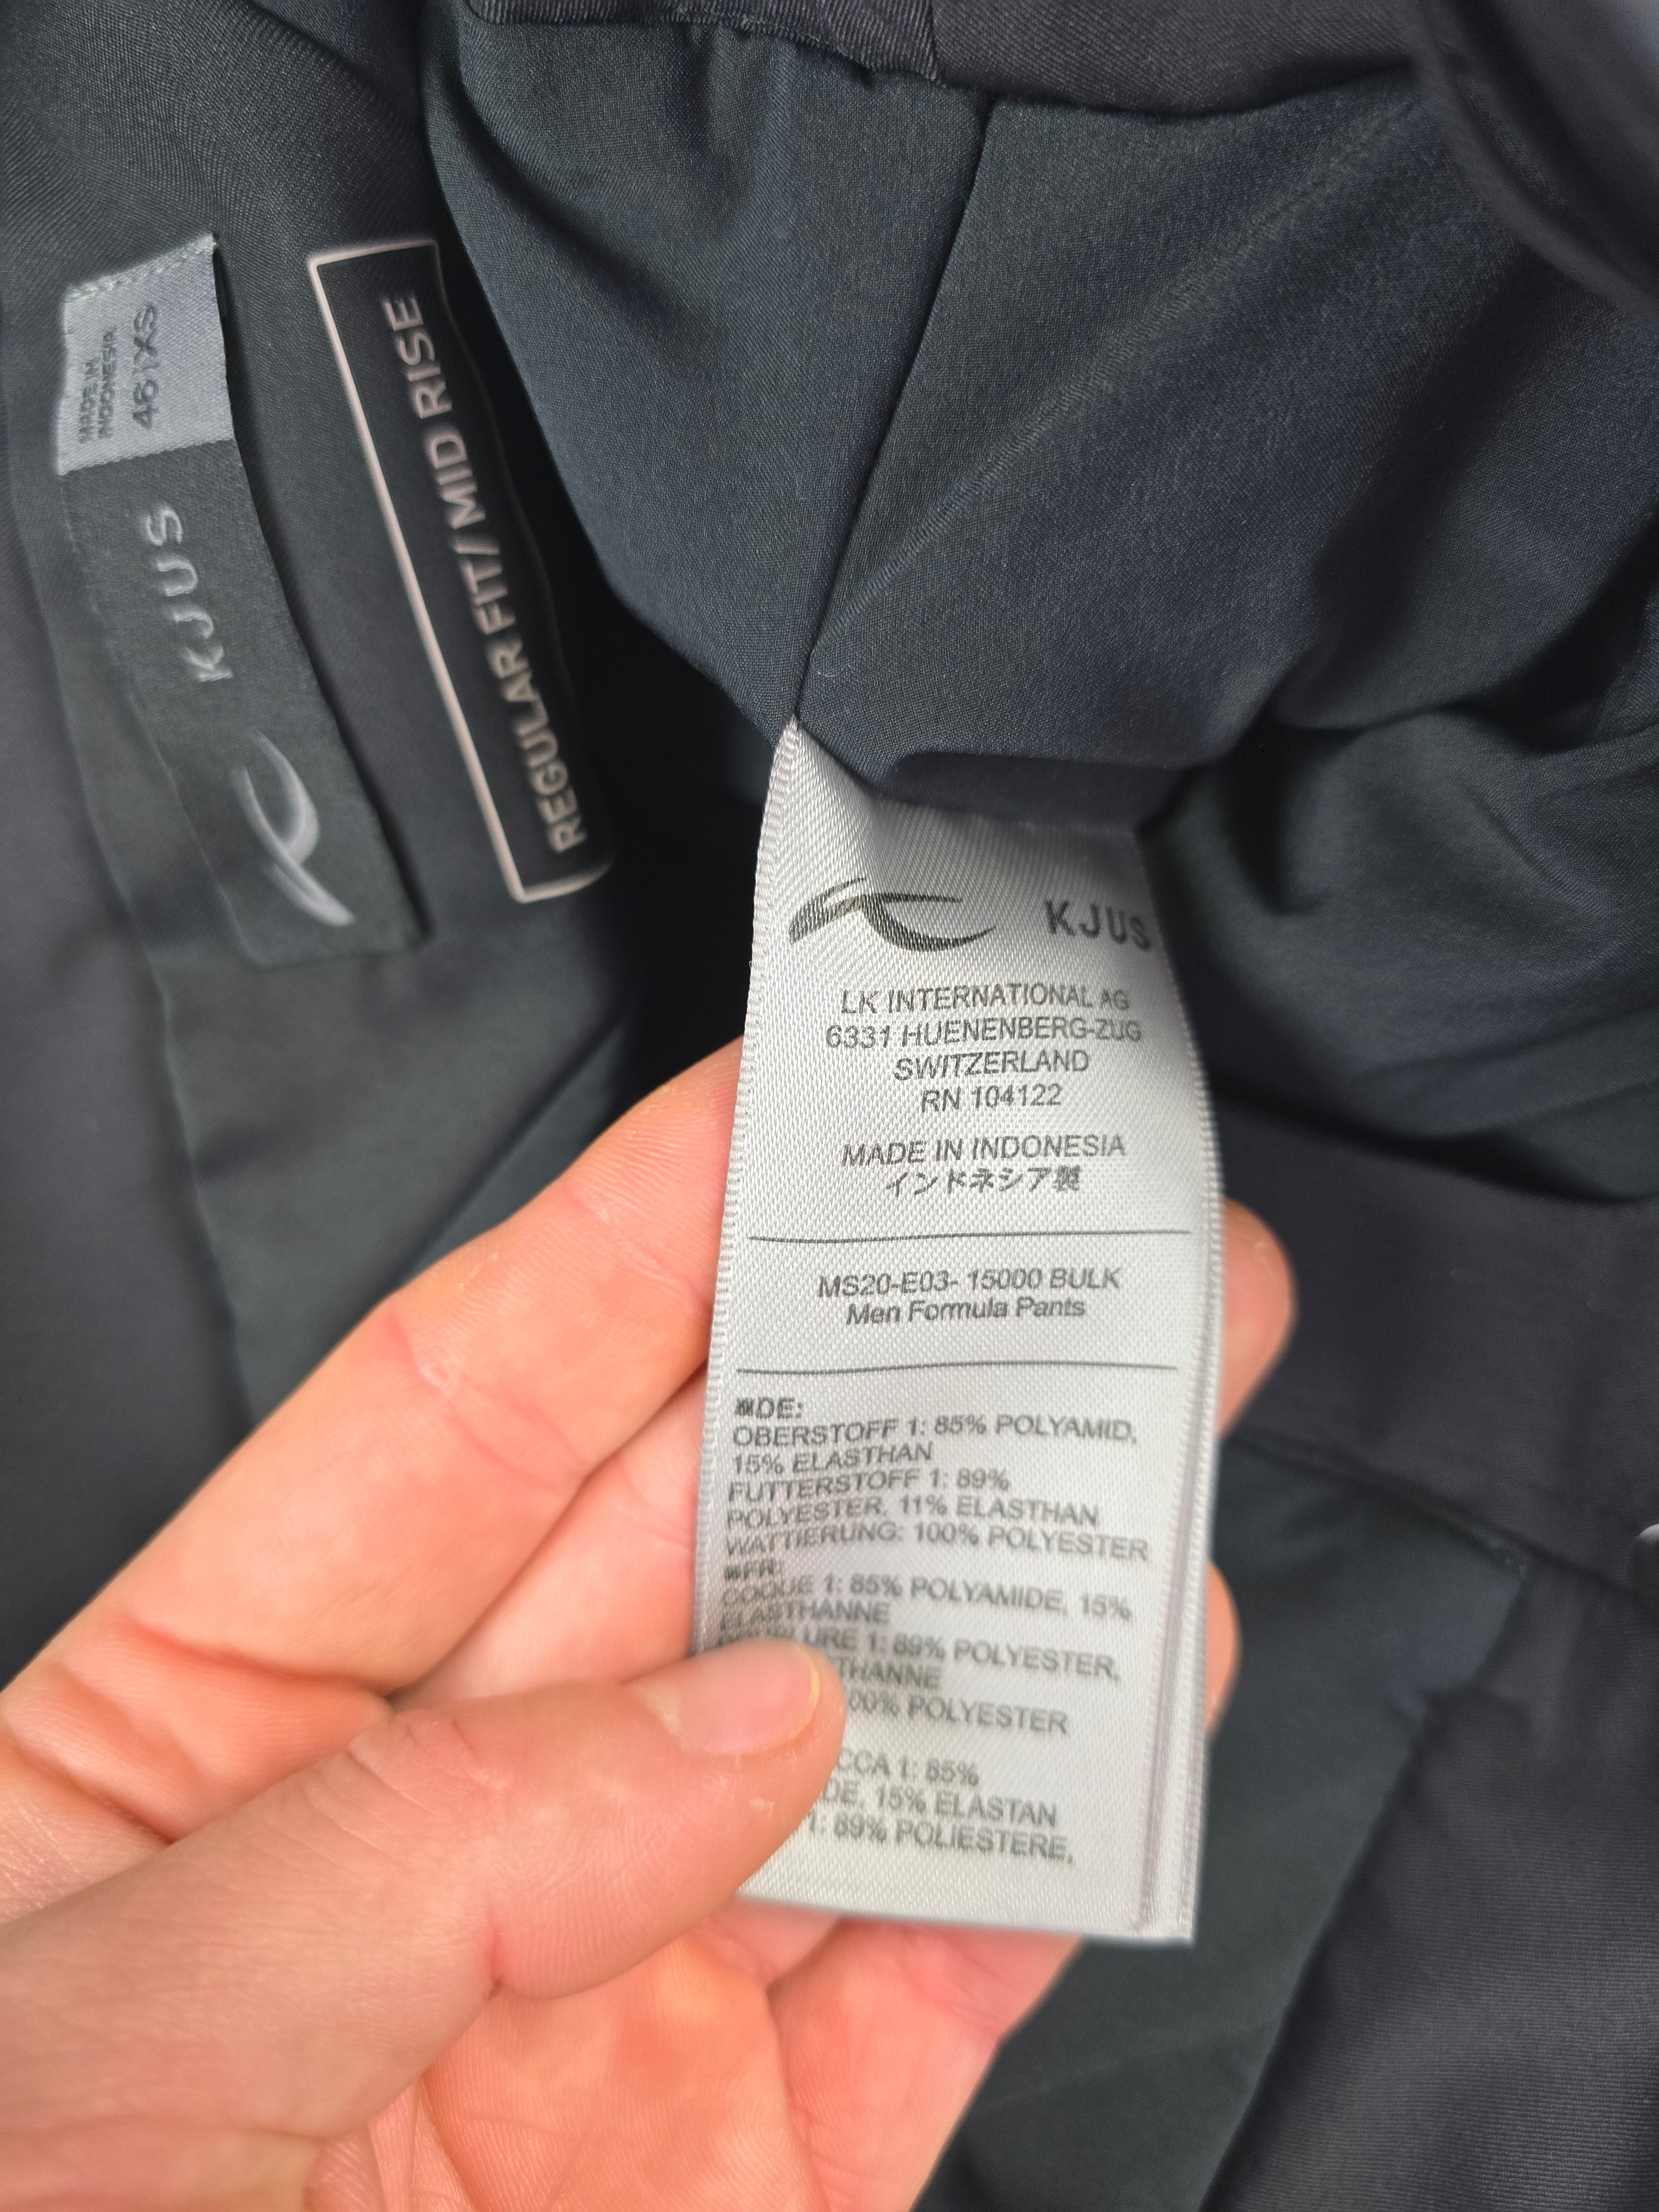 MADE IN
INDONESIA
46|XS
KJUS
REGULAR FIT/ MID RISE
KJUS
LK INTERNATIONAL AG
6331 HUENENBERG-ZUG
SWITZERLAND
RN 104122
MADE IN INDONESIA
インドネシア製
MS20-E03- 15000 BULK
Men Formula Pants
DE:
OBERSTOFF 1: 85% POLYAMID,
15% ELASTHAN
FUTTERSTOFF 1: 89%
POLYESTER, 11% ELASTHAN
WATTIERUNG: 100% POLYESTER
FR:
COQUE 1: 85% POLYAMIDE, 15%
ELASTHANNE
1: 89% POLYESTER,
POLYESTER
1: 85%
15% ELASTAN
1: 89% POLIESTERE,